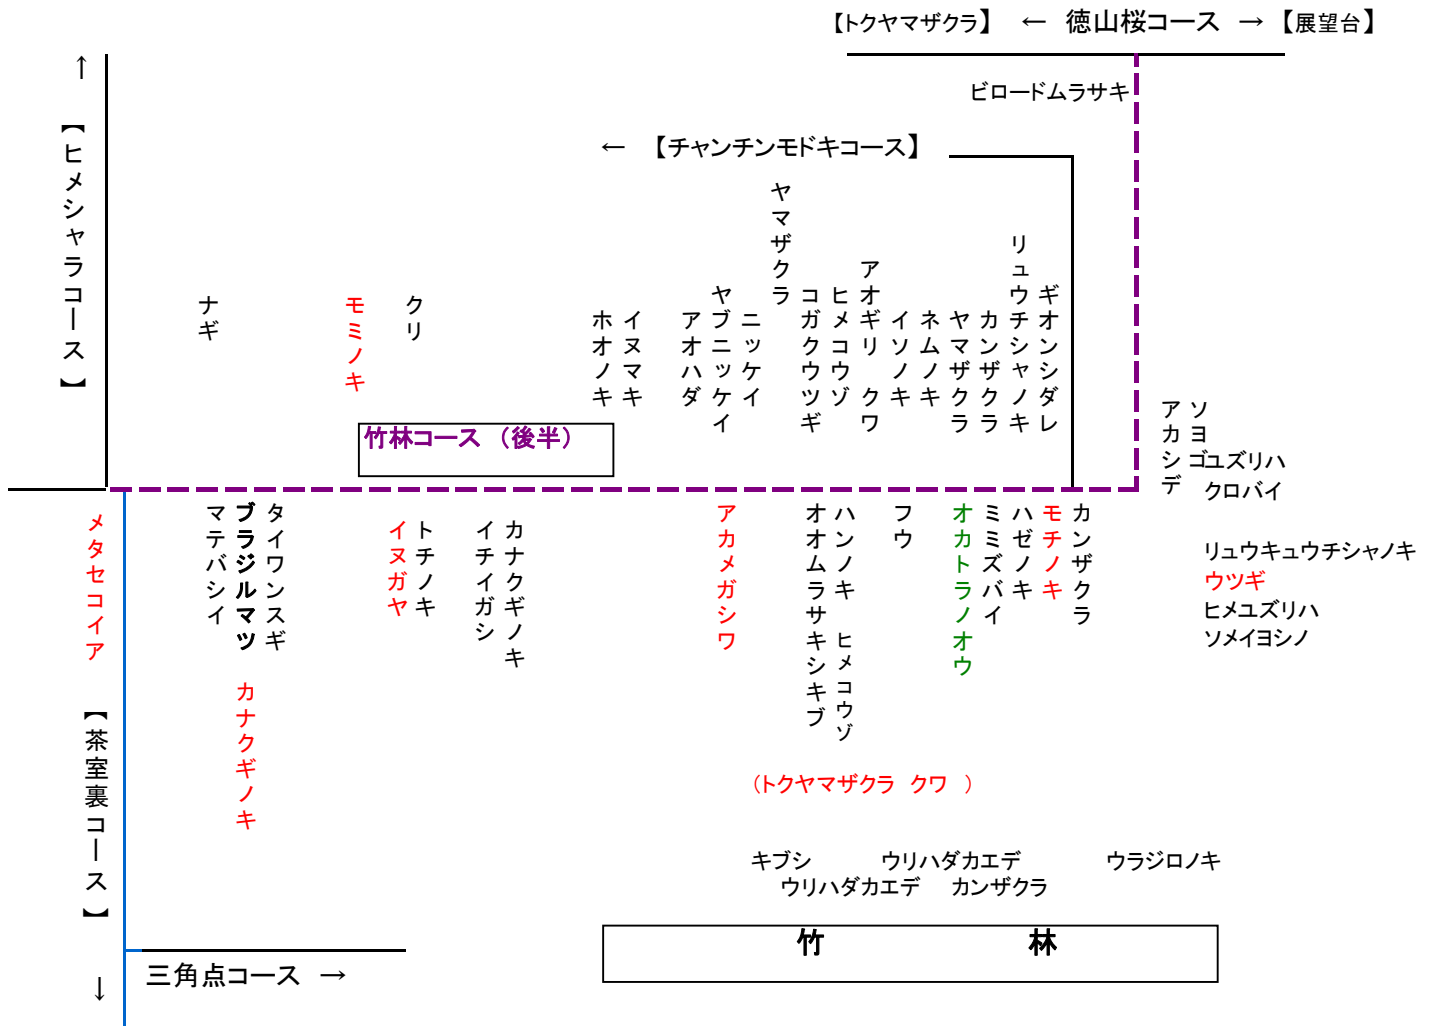 【トクヤマザクラ】 ← 徳山桜コース → 【展望台】
ビロードムラサキ
← 【チャンチンモドキコース】
↑
【ヒメシャラコース】
ナギ
モミノキ
クリ
ホオノキ
イヌマキ
アオハダ
ヤブニッケイ
ニッケイ
ヤマザクラ
コガクウツギ
ヒメコウゾ
アオギリ クワ
イソノキ
ネムノキ
ヤマザクラ
カンザクラ
リュウチシャノキ
ギオンシダレ
アカシデ
ソヨゴ
ユズリハ
クロバイ
竹林コース (後半)
メタセコイア
マテバシイ
ブラジルマツ カナクギノキ
タイワンスギ
イヌガヤ
トチノキ
イチイガシ
カナクギノキ
アカメガシワ
オオムラサキシキブ
ハンノキ ヒメコウゾ
フウ
オカトラノオウ
ミミズバイ
ハゼノキ
モチノキ
カンザクラ
リュウキュウチシャノキ
ウツギ
ヒメユズリハ
ソメイヨシノ
【茶室裏コース】
↓
(トクヤマザクラ クワ )
キブシ ウリハダカエデ ウラジロノキ
ウリハダカエデ カンザクラ
竹 林
三角点コース →